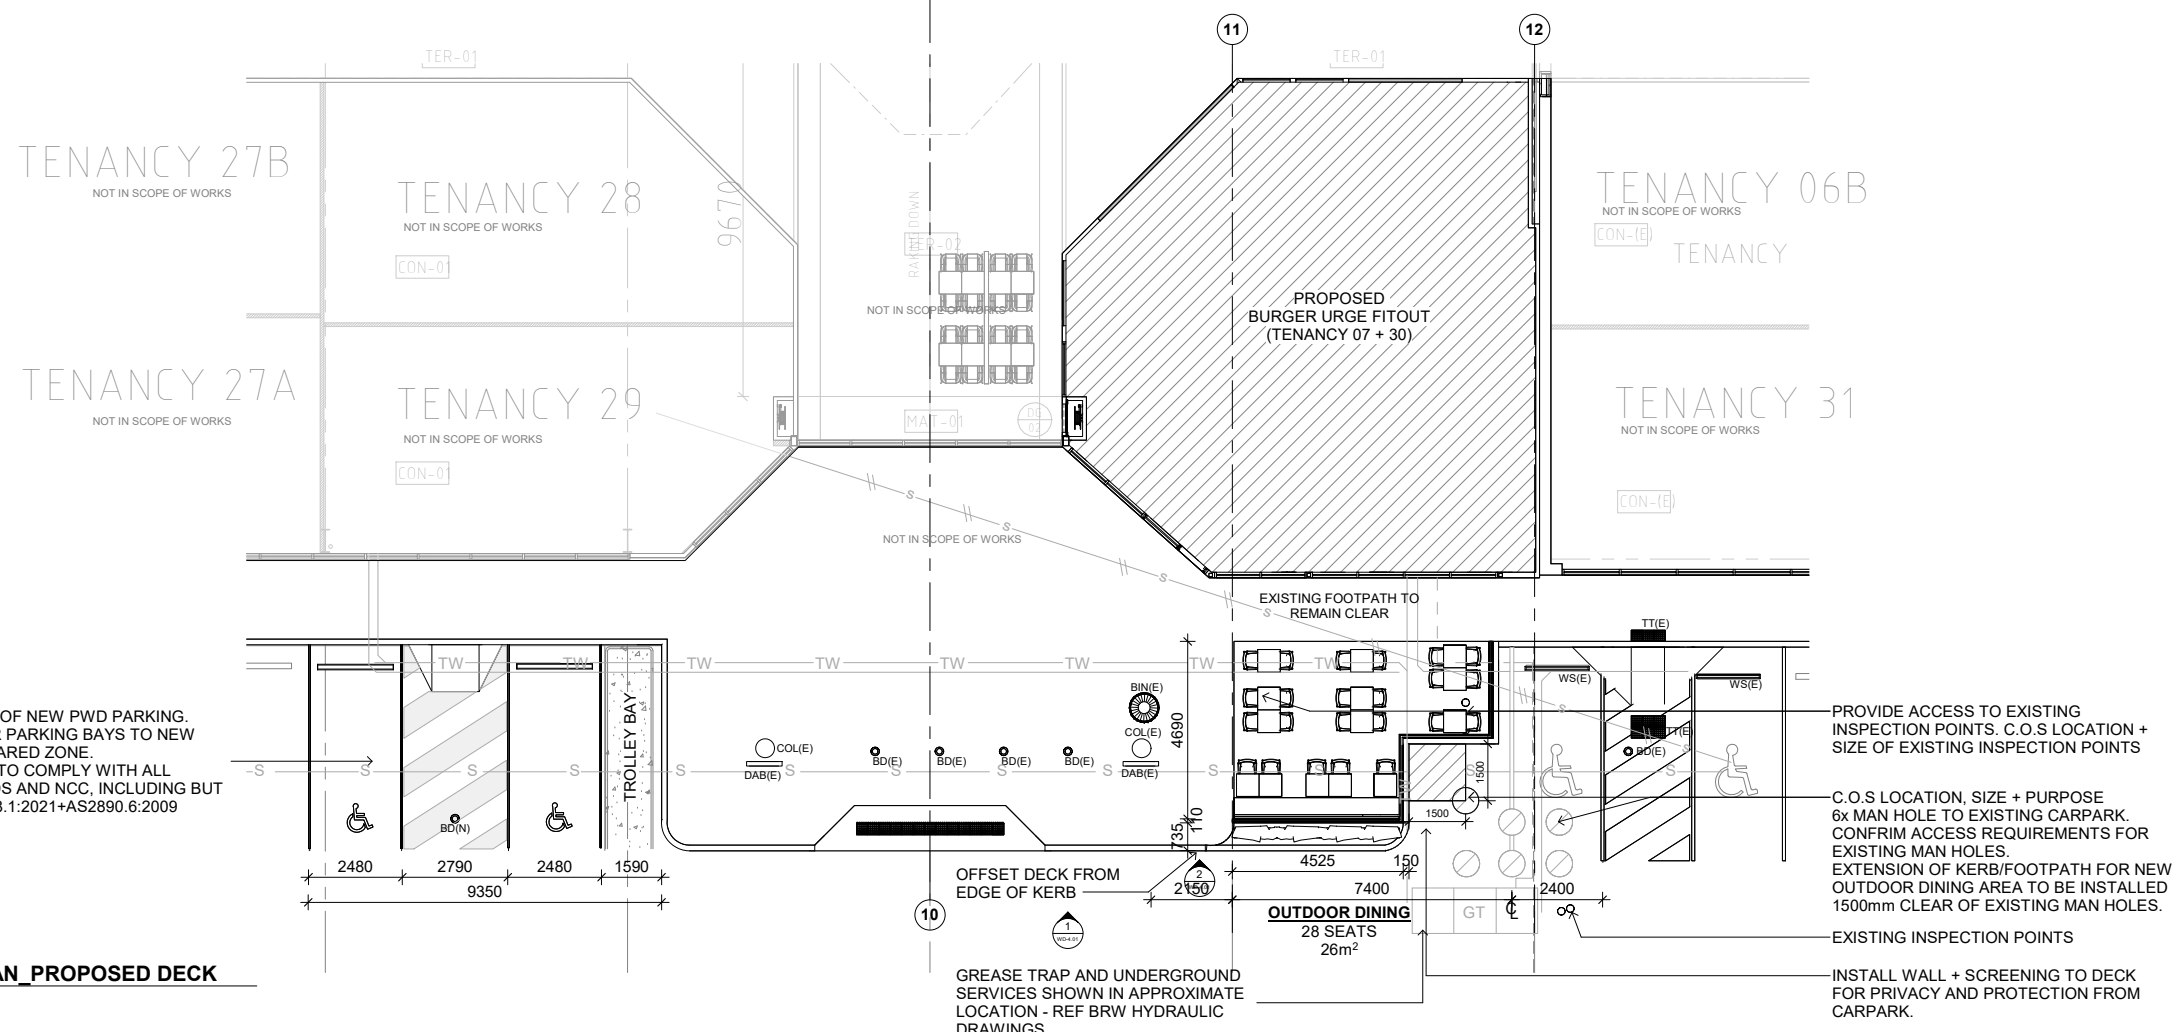 11
12
TER-01
TER-01
TENANCY 27B
NOT IN SCOPE OF WORKS
TENANCY 28
NOT IN SCOPE OF WORKS
CON-01
9670
RAKING DOWN
TER-02
NOT IN SCOPE OF WORKS
PROPOSED
BURGER URGE FITOUT
(TENANCY 07 + 30)
TENANCY 06B
NOT IN SCOPE OF WORKS
CON-(E)
TENANCY
TENANCY 27A
NOT IN SCOPE OF WORKS
TENANCY 29
NOT IN SCOPE OF WORKS
CON-01
MAT-01
DG
02
TENANCY 31
NOT IN SCOPE OF WORKS
CON-(E)
S
S
S
S
NOT IN SCOPE OF WORKS
EXISTING FOOTPATH TO
REMAIN CLEAR
TT(E)
TW TW TW TW TW TW TW TW
WS(E)
WS(E)
TROLLEY BAY
BIN(E)
COL(E)
COL(E)
DAB(E)
DAB(E)
BD(E)
BD(E)
BD(E)
BD(E)
TT(E)
BD(E)
S S S S S S S S S S S S
4690
110
735
1500
1500
OF NEW PWD PARKING.
R PARKING BAYS TO NEW
ARED ZONE.
TO COMPLY WITH ALL
DS AND NCC, INCLUDING BUT
8.1:2021+AS2890.6:2009
BD(N)
PROVIDE ACCESS TO EXISTING
INSPECTION POINTS. C.O.S LOCATION +
SIZE OF EXISTING INSPECTION POINTS
C.O.S LOCATION, SIZE + PURPOSE
6x MAN HOLE TO EXISTING CARPARK.
CONFRIM ACCESS REQUIREMENTS FOR
EXISTING MAN HOLES.
EXTENSION OF KERB/FOOTPATH FOR NEW
OUTDOOR DINING AREA TO BE INSTALLED
1500mm CLEAR OF EXISTING MAN HOLES.
2480 2790 2480 1590
9350
OFFSET DECK FROM
EDGE OF KERB
2
4525 150
2150 7400 2400
10
1
WD-4.01
OUTDOOR DINING
28 SEATS
26m²
GT
EXISTING INSPECTION POINTS
AN_PROPOSED DECK
GREASE TRAP AND UNDERGROUND
SERVICES SHOWN IN APPROXIMATE
LOCATION - REF BRW HYDRAULIC
DRAWINGS
INSTALL WALL + SCREENING TO DECK
FOR PRIVACY AND PROTECTION FROM
CARPARK.